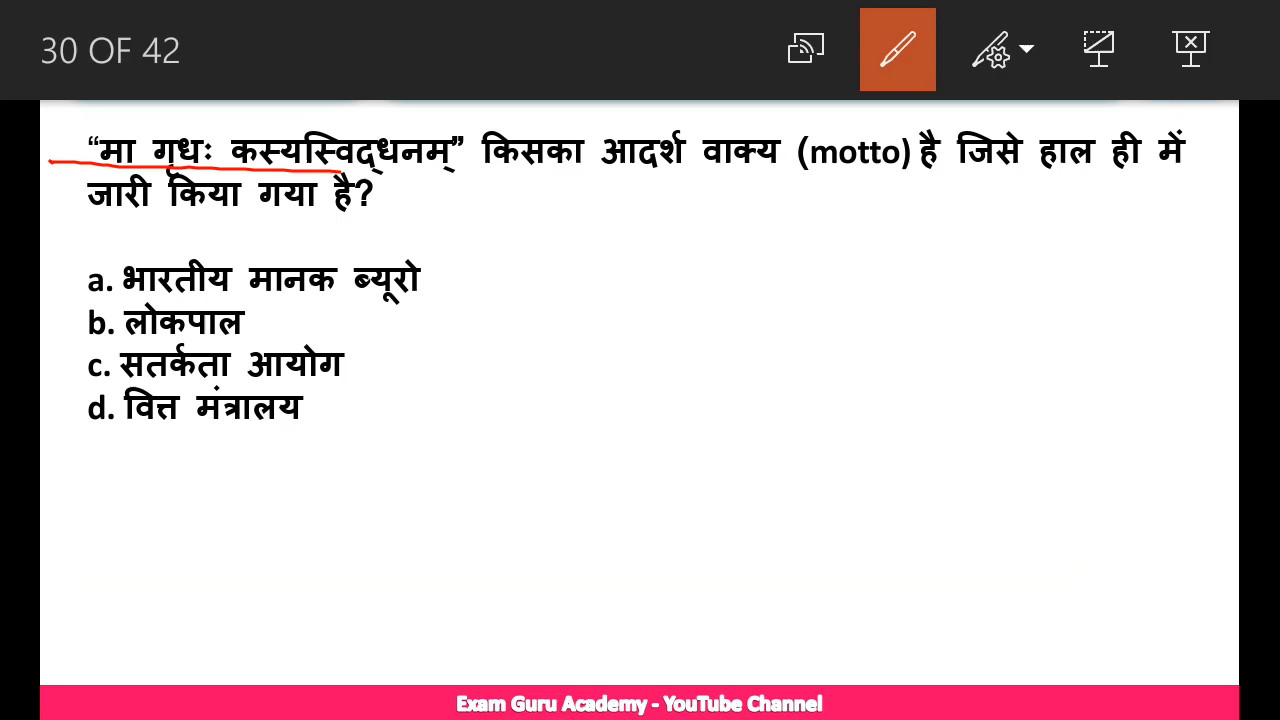 30 OF 42
“मा गृधः कस्यस्विद्धनम्” किसका आदर्श वाक्य (motto) है जिसे हाल ही में
जारी किया गया है?
a. भारतीय मानक ब्यूरो
b. लोकपाल
c. सतर्कता आयोग
d. वित्त मंत्रालय
Exam Guru Academy - YouTube Channel